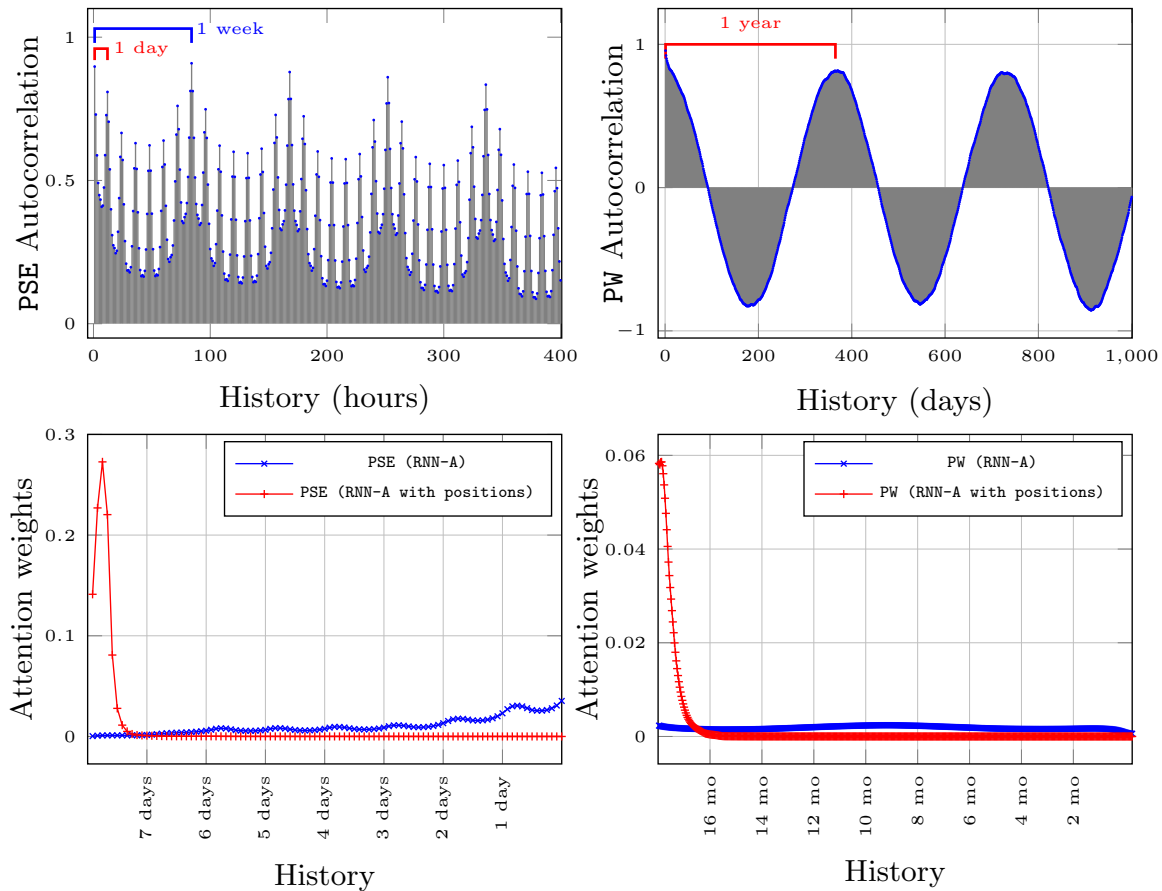 PSE Autocorrelation
1
0.5
0
1 week
1 day
0
100
200
300
400
History (hours)
PW Autocorrelation
1
0
−1
1 year
0
200
400
600
800
1,000
History (days)
Attention weights
0.3
0.2
0.1
0
PSE (RNN-A)
PSE (RNN-A with positions)
7 days
6 days
5 days
4 days
3 days
2 days
1 day
History
Attention weights
0.06
0.04
0.02
0
PW (RNN-A)
PW (RNN-A with positions)
16 mo
14 mo
12 mo
10 mo
8 mo
6 mo
4 mo
2 mo
History